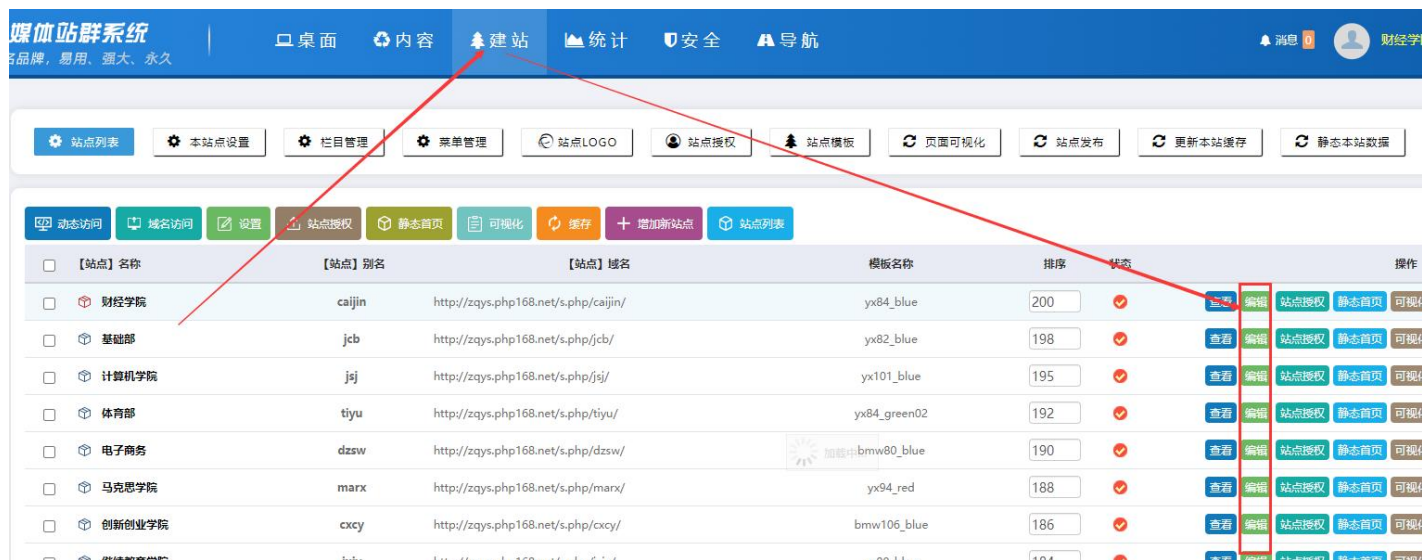 媒体站群系统
名品牌，易用、强大、永久
桌面 内容 建站 统计 安全 导航 消息 0 财经学
站点列表 本站点设置 栏目管理 菜单管理 站点LOGO 站点授权 站点模板 页面可视化 站点发布 更新本站缓存 静态本站数据
动态访问 域名访问 设置 站点授权 静态首页 可视化 缓存 增加新站点 站点列表
【站点】名称 【站点】别名 【站点】域名 模板名称 排序 状态 操作
财经学院 caijin http://zqys.php168.net/s.php/caijin/ yx84_blue 200 查看 编辑 站点授权 静态首页 可视
基础部 jcb http://zqys.php168.net/s.php/jcb/ yx82_blue 198 查看 编辑 站点授权 静态首页 可视
计算机学院 jsj http://zqys.php168.net/s.php/jsj/ yx101_blue 195 查看 编辑 站点授权 静态首页 可视
体育部 tiyu http://zqys.php168.net/s.php/tiyu/ yx84_green02 192 查看 编辑 站点授权 静态首页 可视
电子商务 dzsw http://zqys.php168.net/s.php/dzsw/ 加载中 bmw80_blue 190 查看 编辑 站点授权 静态首页 可视
马克思学院 marx http://zqys.php168.net/s.php/marx/ yx94_red 188 查看 编辑 站点授权 静态首页 可视
创新创业学院 cxcy http://zqys.php168.net/s.php/cxcy/ bmw106_blue 186 查看 编辑 站点授权 静态首页 可视